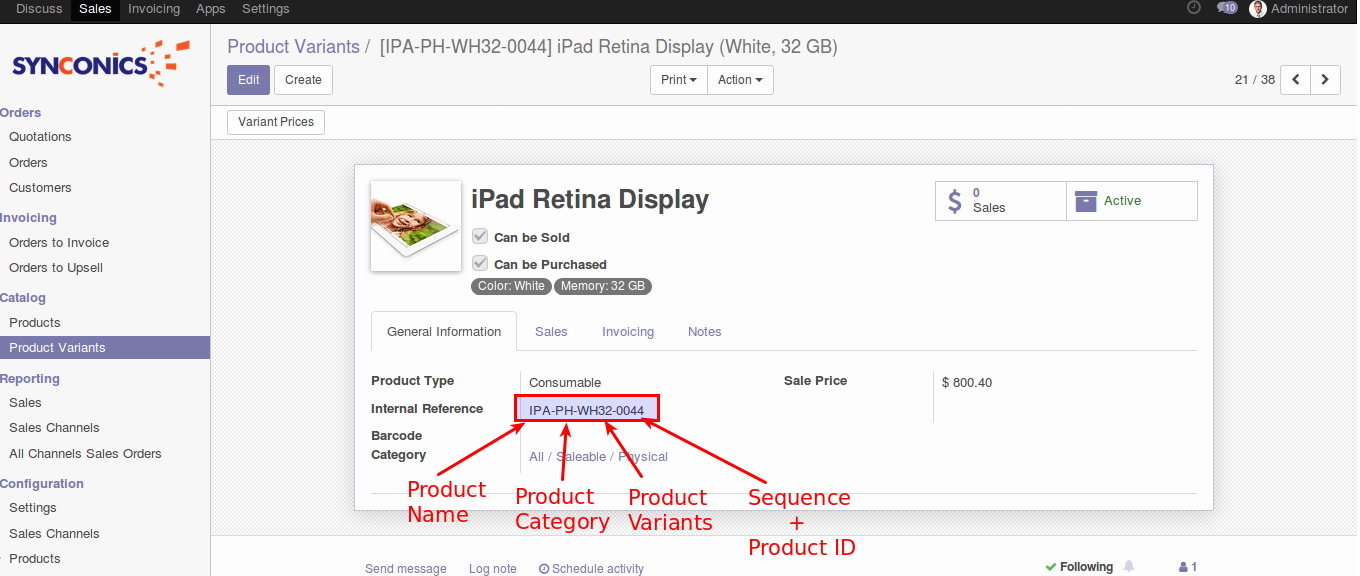 Discuss Sales Invoicing Apps Settings 10 Administrator
SYNCONICS
Orders
Quotations
Orders
Customers
Invoicing
Orders to Invoice
Orders to Upsell
Catalog
Products
Product Variants
Reporting
Sales
Sales Channels
All Channels Sales Orders
Configuration
Settings
Sales Channels
Products
Product Variants / [IPA-PH-WH32-0044] iPad Retina Display (White, 32 GB)
Edit Create Print Action 21 / 38
Variant Prices
iPad Retina Display
0
Sales
Active
Can be Sold
Can be Purchased
Color: White Memory: 32 GB
General Information Sales Invoicing Notes
Product Type Consumable
Internal Reference IPA-PH-WH32-0044
Barcode
Category All / Saleable / Physical
Sale Price $ 800.40
Product
Name
Product
Category
Product
Variants
Sequence
+
Product ID
Send message Log note Schedule activity Following 1